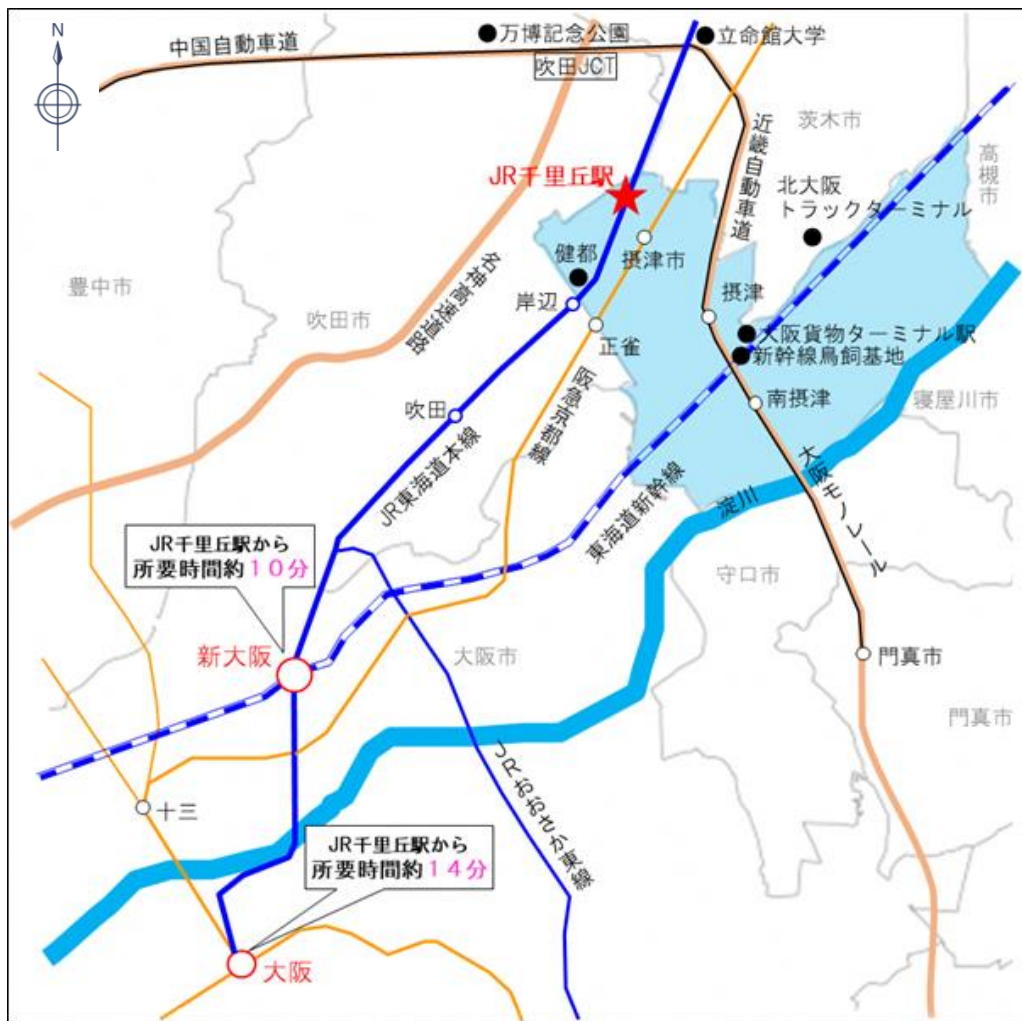 N
中国自動車道
万博記念公園
立命館大学
吹田JCT
近畿自動車道
茨木市
高槻市
JR千里丘駅
北大阪
トラックターミナル
摂津市
健都
名神高速道路
豊中市
岸辺
摂津
吹田市
大阪貨物ターミナル駅
正雀
新幹線鳥飼基地
阪急京都線
南摂津
寝屋川市
吹田
JR東海道本線
東海道新幹線
淀川
大阪モノレール
JR千里丘駅から
所要時間約10分
守口市
新大阪
大阪市
門真市
門真市
JRおおさか東線
十三
JR千里丘駅から
所要時間約14分
大阪